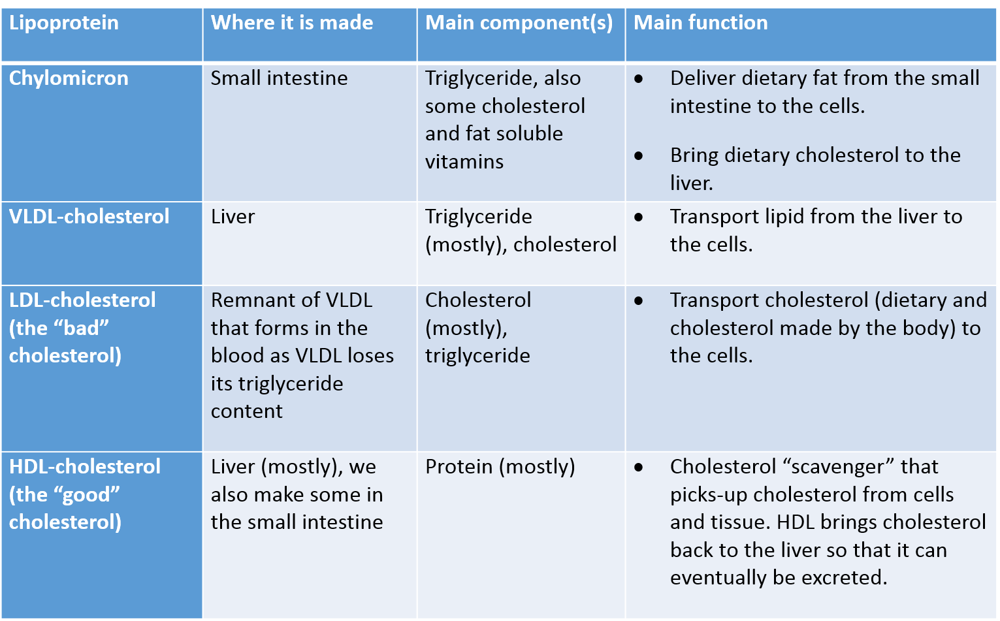 Lipoprotein
Where it is made
Main component(s)
Main function
Chylomicron
Small intestine
Triglyceride, also
some cholesterol
and fat soluble
vitamins
• Deliver dietary fat from the small
intestine to the cells.
• Bring dietary cholesterol to the
liver.
VLDL-cholesterol
Liver
Triglyceride
(mostly), cholesterol
• Transport lipid from the liver to
the cells.
LDL-cholesterol
(the “bad”
cholesterol)
Remnant of VLDL
that forms in the
blood as VLDL loses
its triglyceride
content
Cholesterol
(mostly),
triglyceride
• Transport cholesterol (dietary and
cholesterol made by the body) to
the cells.
HDL-cholesterol
(the “good”
cholesterol)
Liver (mostly), we
also make some in
the small intestine
Protein (mostly)
• Cholesterol “scavenger” that
picks-up cholesterol from cells
and tissue. HDL brings cholesterol
back to the liver so that it can
eventually be excreted.